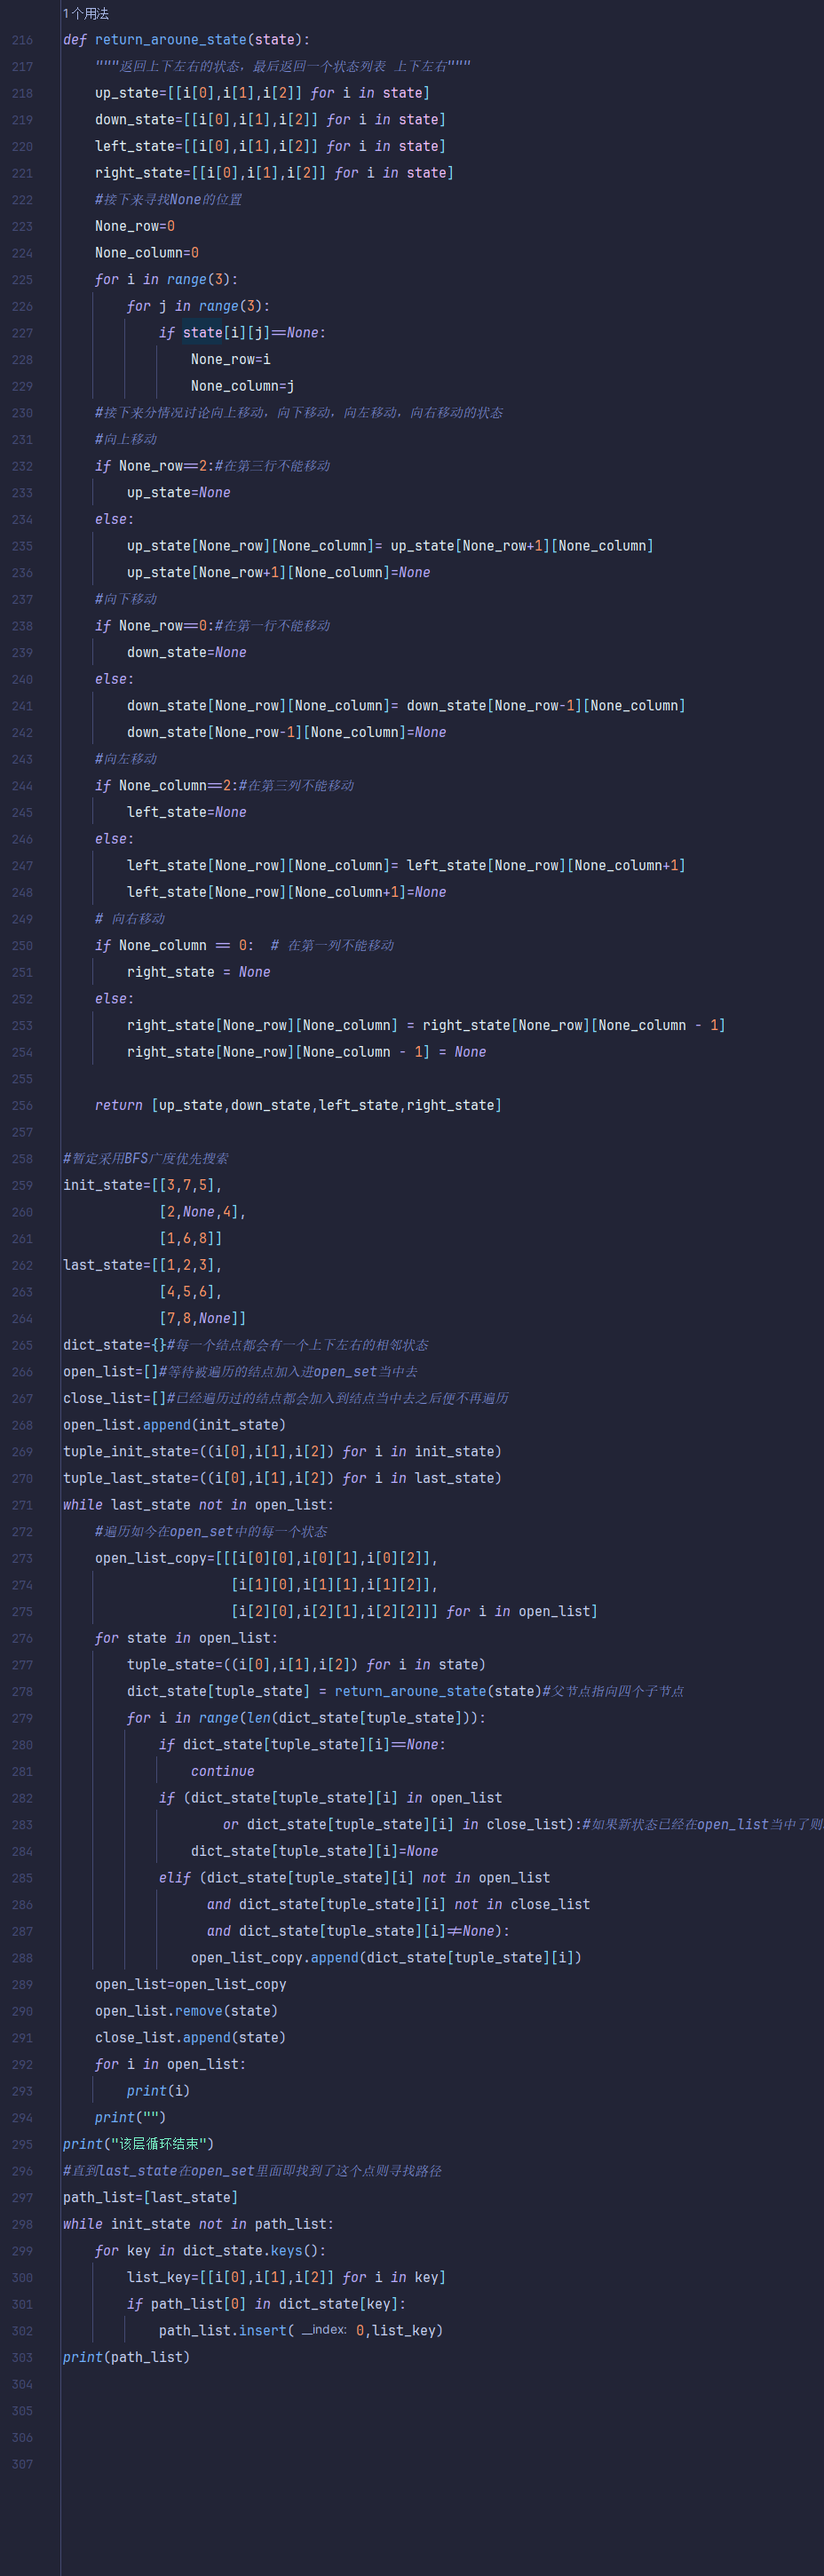 1 个用法
216 def return_aroune_state(state):
217     """返回上下左右的状态，最后返回一个状态列表 上下左右"""
218     up_state=[[i[0],i[1],i[2]] for i in state]
219     down_state=[[i[0],i[1],i[2]] for i in state]
220     left_state=[[i[0],i[1],i[2]] for i in state]
221     right_state=[[i[0],i[1],i[2]] for i in state]
222     #接下来寻找None的位置
223     None_row=0
224     None_column=0
225     for i in range(3):
226         for j in range(3):
227             if state[i][j]==None:
228                 None_row=i
229                 None_column=j
230     #接下来分情况讨论向上移动，向下移动，向左移动，向右移动的状态
231     #向上移动
232     if None_row==2:#在第三行不能移动
233         up_state=None
234     else:
235         up_state[None_row][None_column]= up_state[None_row+1][None_column]
236         up_state[None_row+1][None_column]=None
237     #向下移动
238     if None_row==0:#在第一行不能移动
239         down_state=None
240     else:
241         down_state[None_row][None_column]= down_state[None_row-1][None_column]
242         down_state[None_row-1][None_column]=None
243     #向左移动
244     if None_column==2:#在第三列不能移动
245         left_state=None
246     else:
247         left_state[None_row][None_column]= left_state[None_row][None_column+1]
248         left_state[None_row][None_column+1]=None
249     # 向右移动
250     if None_column == 0:  # 在第一列不能移动
251         right_state = None
252     else:
253         right_state[None_row][None_column] = right_state[None_row][None_column - 1]
254         right_state[None_row][None_column - 1] = None
255
256     return [up_state,down_state,left_state,right_state]
257
258 #暂定采用BFS广度优先搜索
259 init_state=[[3,7,5],
260             [2,None,4],
261             [1,6,8]]
262 last_state=[[1,2,3],
263             [4,5,6],
264             [7,8,None]]
265 dict_state={}#每一个结点都会有一个上下左右的相邻状态
266 open_list=[]#等待被遍历的结点加入进open_set当中去
267 close_list=[]#已经遍历过的结点都会加入到结点当中去之后便不再遍历
268 open_list.append(init_state)
269 tuple_init_state=((i[0],i[1],i[2]) for i in init_state)
270 tuple_last_state=((i[0],i[1],i[2]) for i in last_state)
271 while last_state not in open_list:
272     #遍历如今在open_set中的每一个状态
273     open_list_copy=[[[i[0][0],i[0][1],i[0][2]],
274                      [i[1][0],i[1][1],i[1][2]],
275                      [i[2][0],i[2][1],i[2][2]]] for i in open_list]
276     for state in open_list:
277         tuple_state=((i[0],i[1],i[2]) for i in state)
278         dict_state[tuple_state] = return_aroune_state(state)#父节点指向四个子节点
279         for i in range(len(dict_state[tuple_state])):
280             if dict_state[tuple_state][i]==None:
281                 continue
282             if (dict_state[tuple_state][i] in open_list
283                     or dict_state[tuple_state][i] in close_list):#如果新状态已经在open_list当中了则
284                 dict_state[tuple_state][i]=None
285             elif (dict_state[tuple_state][i] not in open_list
286                   and dict_state[tuple_state][i] not in close_list
287                   and dict_state[tuple_state][i]!=None):
288                 open_list_copy.append(dict_state[tuple_state][i])
289     open_list=open_list_copy
290     open_list.remove(state)
291     close_list.append(state)
292     for i in open_list:
293         print(i)
294     print("")
295 print("该层循环结束")
296 #直到last_state在open_set里面即找到了这个点则寻找路径
297 path_list=[last_state]
298 while init_state not in path_list:
299     for key in dict_state.keys():
300         list_key=[[i[0],i[1],i[2]] for i in key]
301         if path_list[0] in dict_state[key]:
302             path_list.insert( __index: 0,list_key)
303 print(path_list)
304
305
306
307